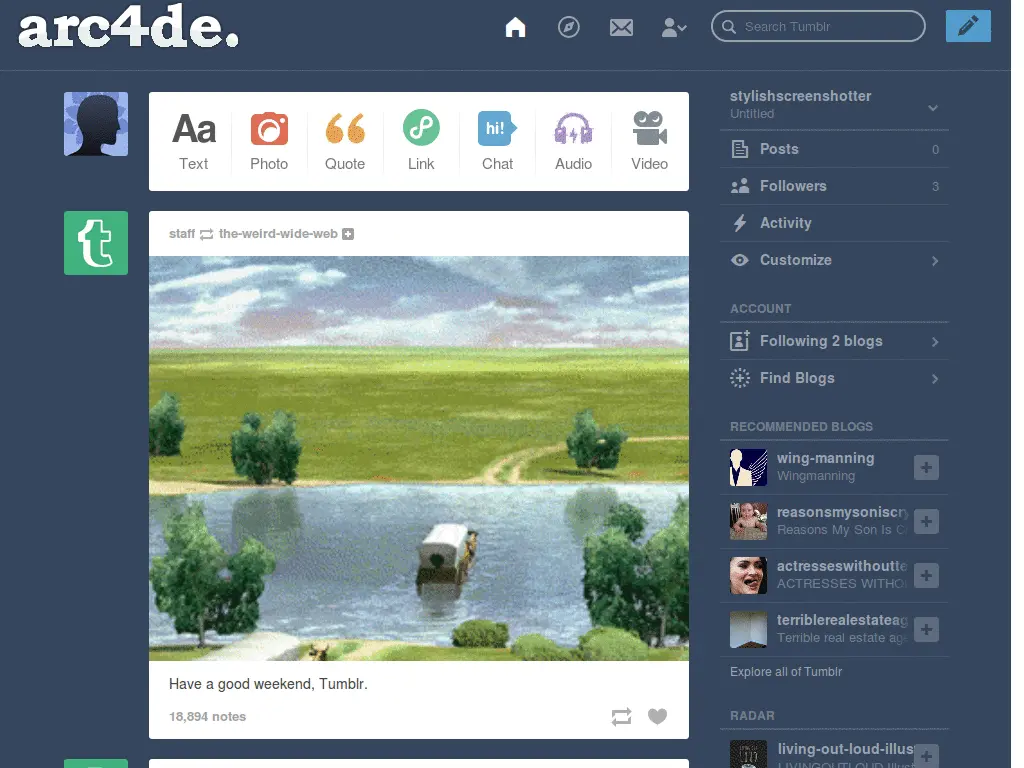 arc4de.
Search Tumblr
Aa
Text
Photo
Quote
Link
hi!
Chat
Audio
Video
staff the-weird-wide-web
Have a good weekend, Tumblr.
18,894 notes
stylishscreenshotter
Untitled
Posts 0
Followers 3
Activity
Customize
ACCOUNT
Following 2 blogs
Find Blogs
RECOMMENDED BLOGS
wing-manning
Wingmanning
reasonsmysoniscry
Reasons My Son Is C
actresseswithoutte
ACTRESSES WITHO
terriblerealestateag
Terrible real estate age
Explore all of Tumblr
RADAR
living-out-loud-illus
LIVINGOUTLOUD Illust